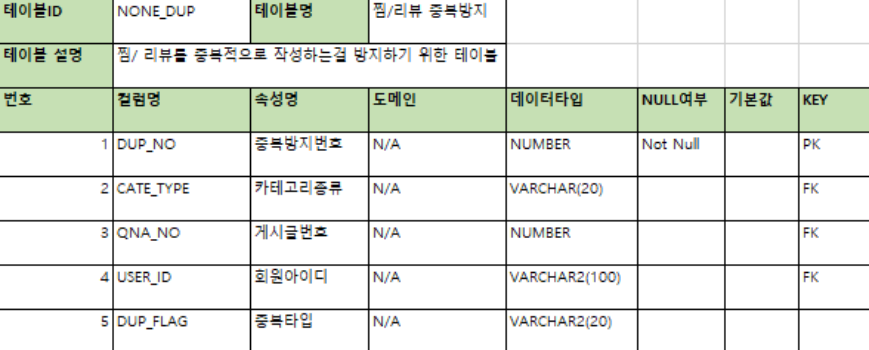 테이블ID NONE_DUP 테이블명 찜/리뷰 중복방지
테이블 설명 찜/ 리뷰를 중복적으로 작성하는걸 방지하기 위한 테이블
번호 컬럼명 속성명 도메인 데이터타입 NULL여부 기본값 KEY
1 DUP_NO 중복방지번호 N/A NUMBER Not Null PK
2 CATE_TYPE 카테고리종류 N/A VARCHAR(20) FK
3 QNA_NO 게시글번호 N/A NUMBER FK
4 USER_ID 회원아이디 N/A VARCHAR2(100) FK
5 DUP_FLAG 중복타입 N/A VARCHAR2(20)